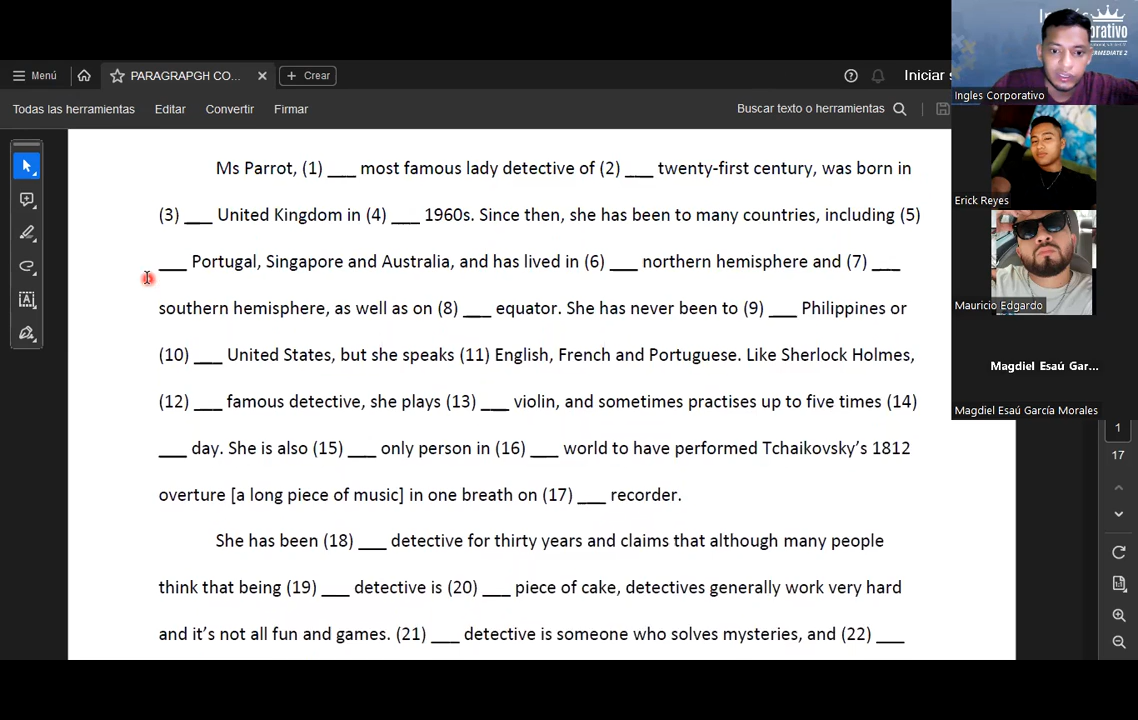 Menú
PARAGRAPGH CO...
Crear
Iniciar s
Todas las herramientas
Editar
Convertir
Firmar
Buscar texto o herramientas
Ms Parrot, (1) ___ most famous lady detective of (2) ___ twenty-first century, was born in
(3) ___ United Kingdom in (4) ___ 1960s. Since then, she has been to many countries, including (5)
___ Portugal, Singapore and Australia, and has lived in (6) ___ northern hemisphere and (7) ___
southern hemisphere, as well as on (8) ___ equator. She has never been to (9) ___ Philippines or
(10) ___ United States, but she speaks (11) English, French and Portuguese. Like Sherlock Holmes,
(12) ___ famous detective, she plays (13) ___ violin, and sometimes practises up to five times (14)
___ day. She is also (15) ___ only person in (16) ___ world to have performed Tchaikovsky's 1812
overture [a long piece of music] in one breath on (17) ___ recorder.
She has been (18) ___ detective for thirty years and claims that although many people
think that being (19) ___ detective is (20) ___ piece of cake, detectives generally work very hard
and it's not all fun and games. (21) ___ detective is someone who solves mysteries, and (22) ___
Ingles Corporativo
Erick Reyes
Mauricio Edgardo
Magdiel Esaú Gar...
Magdiel Esaú García Morales
1
17